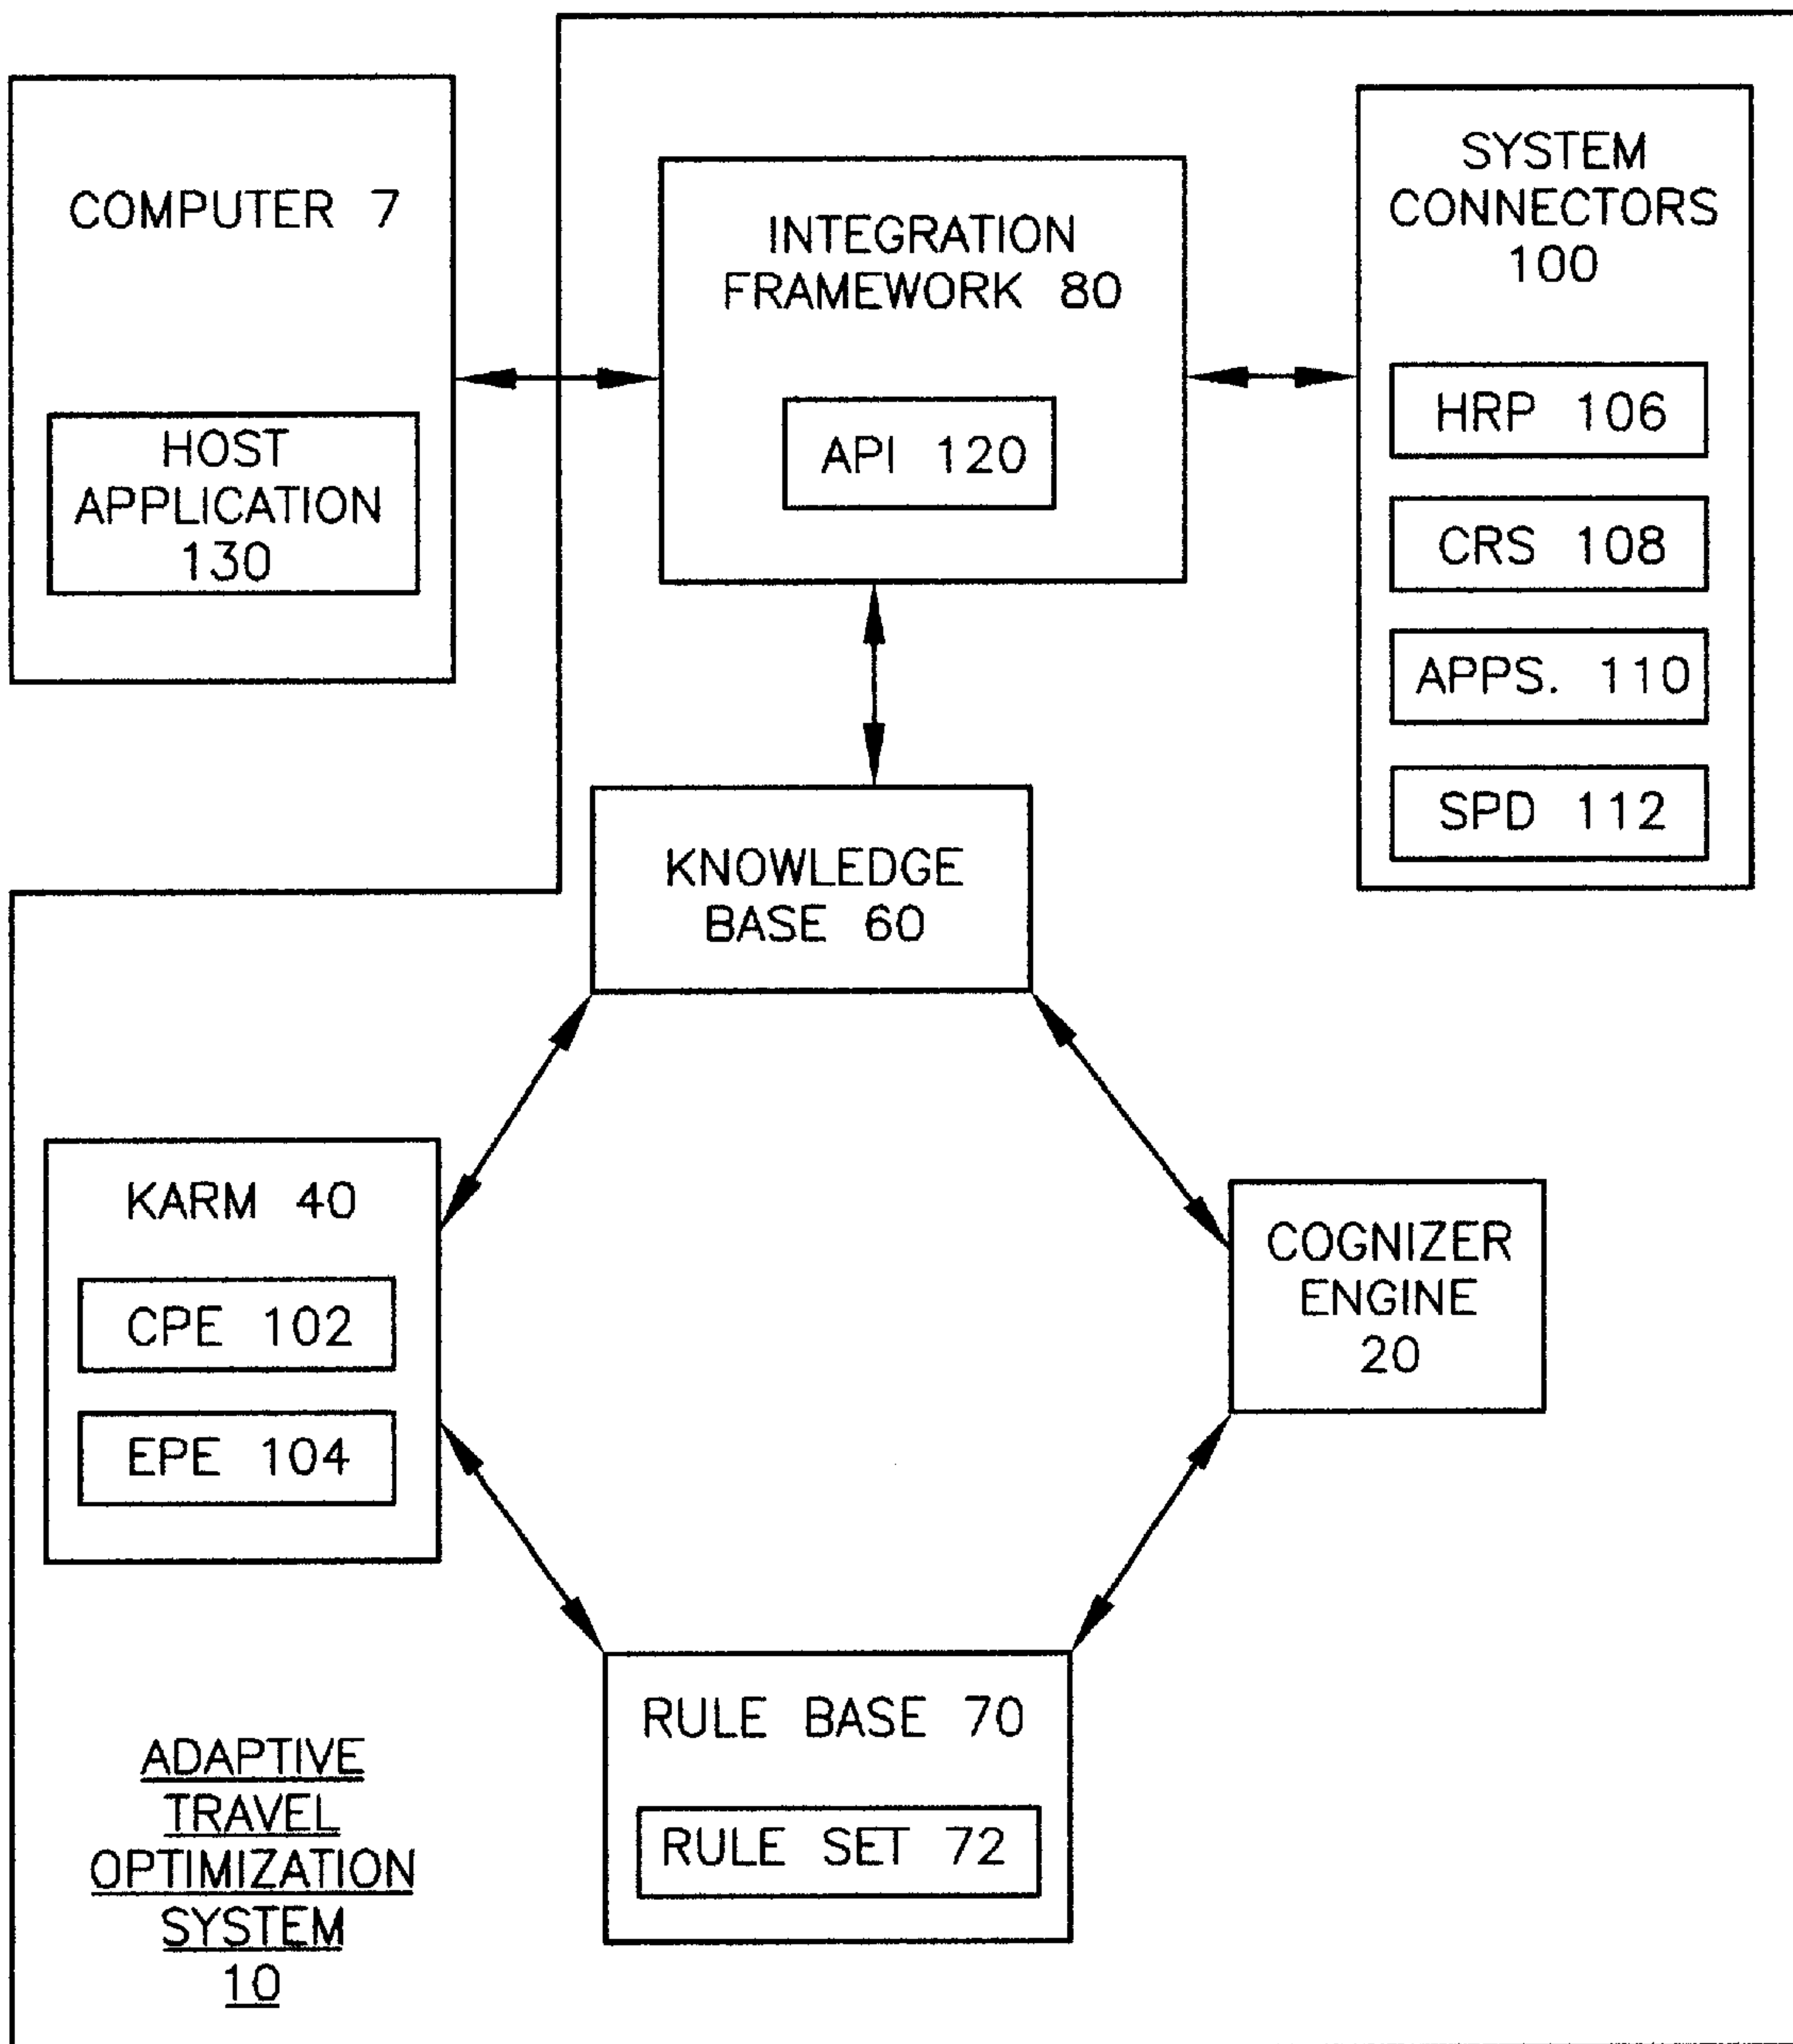 COMPUTER 7
HOST
APPLICATION
130
INTEGRATION
FRAMEWORK 80
API 120
SYSTEM
CONNECTORS
100
HRP 106
CRS 108
APPS. 110
SPD 112
KNOWLEDGE
BASE 60
KARM 40
CPE 102
EPE 104
COGNIZER
ENGINE
20
RULE BASE 70
RULE SET 72
ADAPTIVE
TRAVEL
OPTIMIZATION
SYSTEM
10